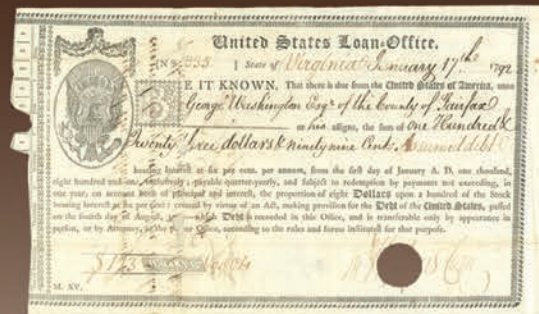 United States Loan-Office.
State of Virginia January 17th 1792
BE IT KNOWN, That there is due from the United States of America, unto
George Washington Esqr. of the County of Fairfax
or his assigns, the sum of one Hundred &
Twenty three dollars & ninety nine Cents Assumed debt
bearing interest at six per cent. per annum, from the first day of January A. D. one thousand,
eight hundred and one, inclusively, payable quarter-yearly, and subject to redemption by payments not exceeding, in
one year, on account both of principal and interest, the proportion of eight Dollars upon a hundred of the Stock
bearing interest at six per cent. created by virtue of an Act, making provision for the Debt of the United States, passed
on the fourth day of August, which Debt is recorded in this Office, and is transferable only by appearance in
person, or by Attorney, at the proper Office, according to the rules and forms instituted for that purpose.
$ 123
M. XV.